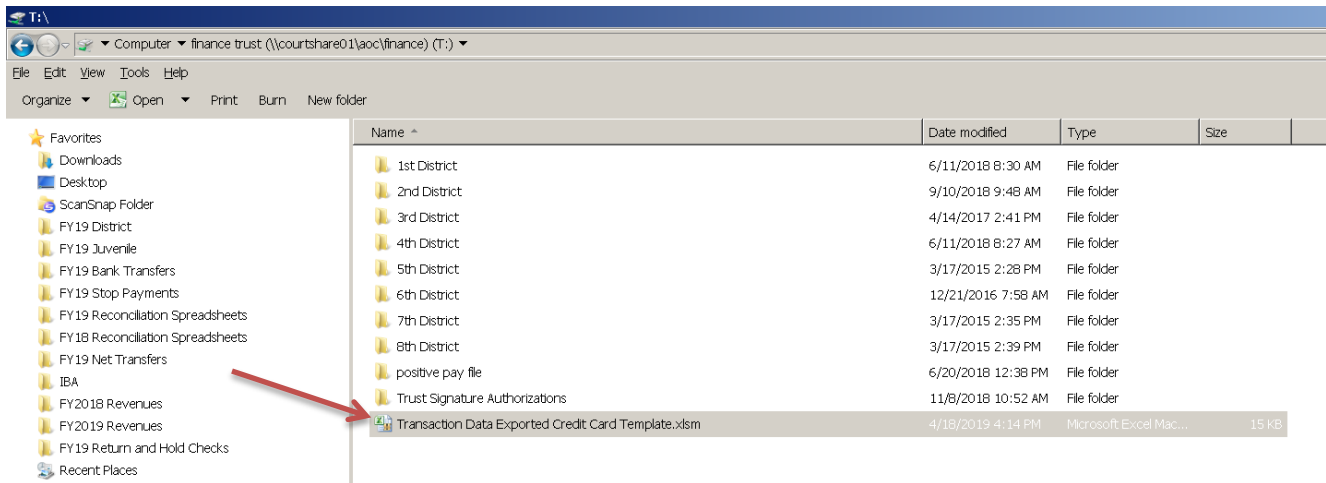 T:\
Computer finance trust (\\courtshare01\aoc\finance) (T:)
File Edit View Tools Help
Organize Open Print Burn New folder
Favorites
Downloads
Desktop
ScanSnap Folder
FY19 District
FY19 Juvenile
FY19 Bank Transfers
FY19 Stop Payments
FY19 Reconciliation Spreadsheets
FY18 Reconciliation Spreadsheets
FY19 Net Transfers
IBA
FY2018 Revenues
FY2019 Revenues
FY19 Return and Hold Checks
Recent Places
Name Date modified Type Size
1st District 6/11/2018 8:30 AM File folder
2nd District 9/10/2018 9:48 AM File folder
3rd District 4/14/2017 2:41 PM File folder
4th District 6/11/2018 8:27 AM File folder
5th District 3/17/2015 2:28 PM File folder
6th District 12/21/2016 7:58 AM File folder
7th District 3/17/2015 2:35 PM File folder
8th District 3/17/2015 2:39 PM File folder
positive pay file 6/20/2018 12:38 PM File folder
Trust Signature Authorizations 11/8/2018 10:52 AM File folder
Transaction Data Exported Credit Card Template.xlsm 4/18/2019 4:14 PM Microsoft Excel Mac... 15 KB